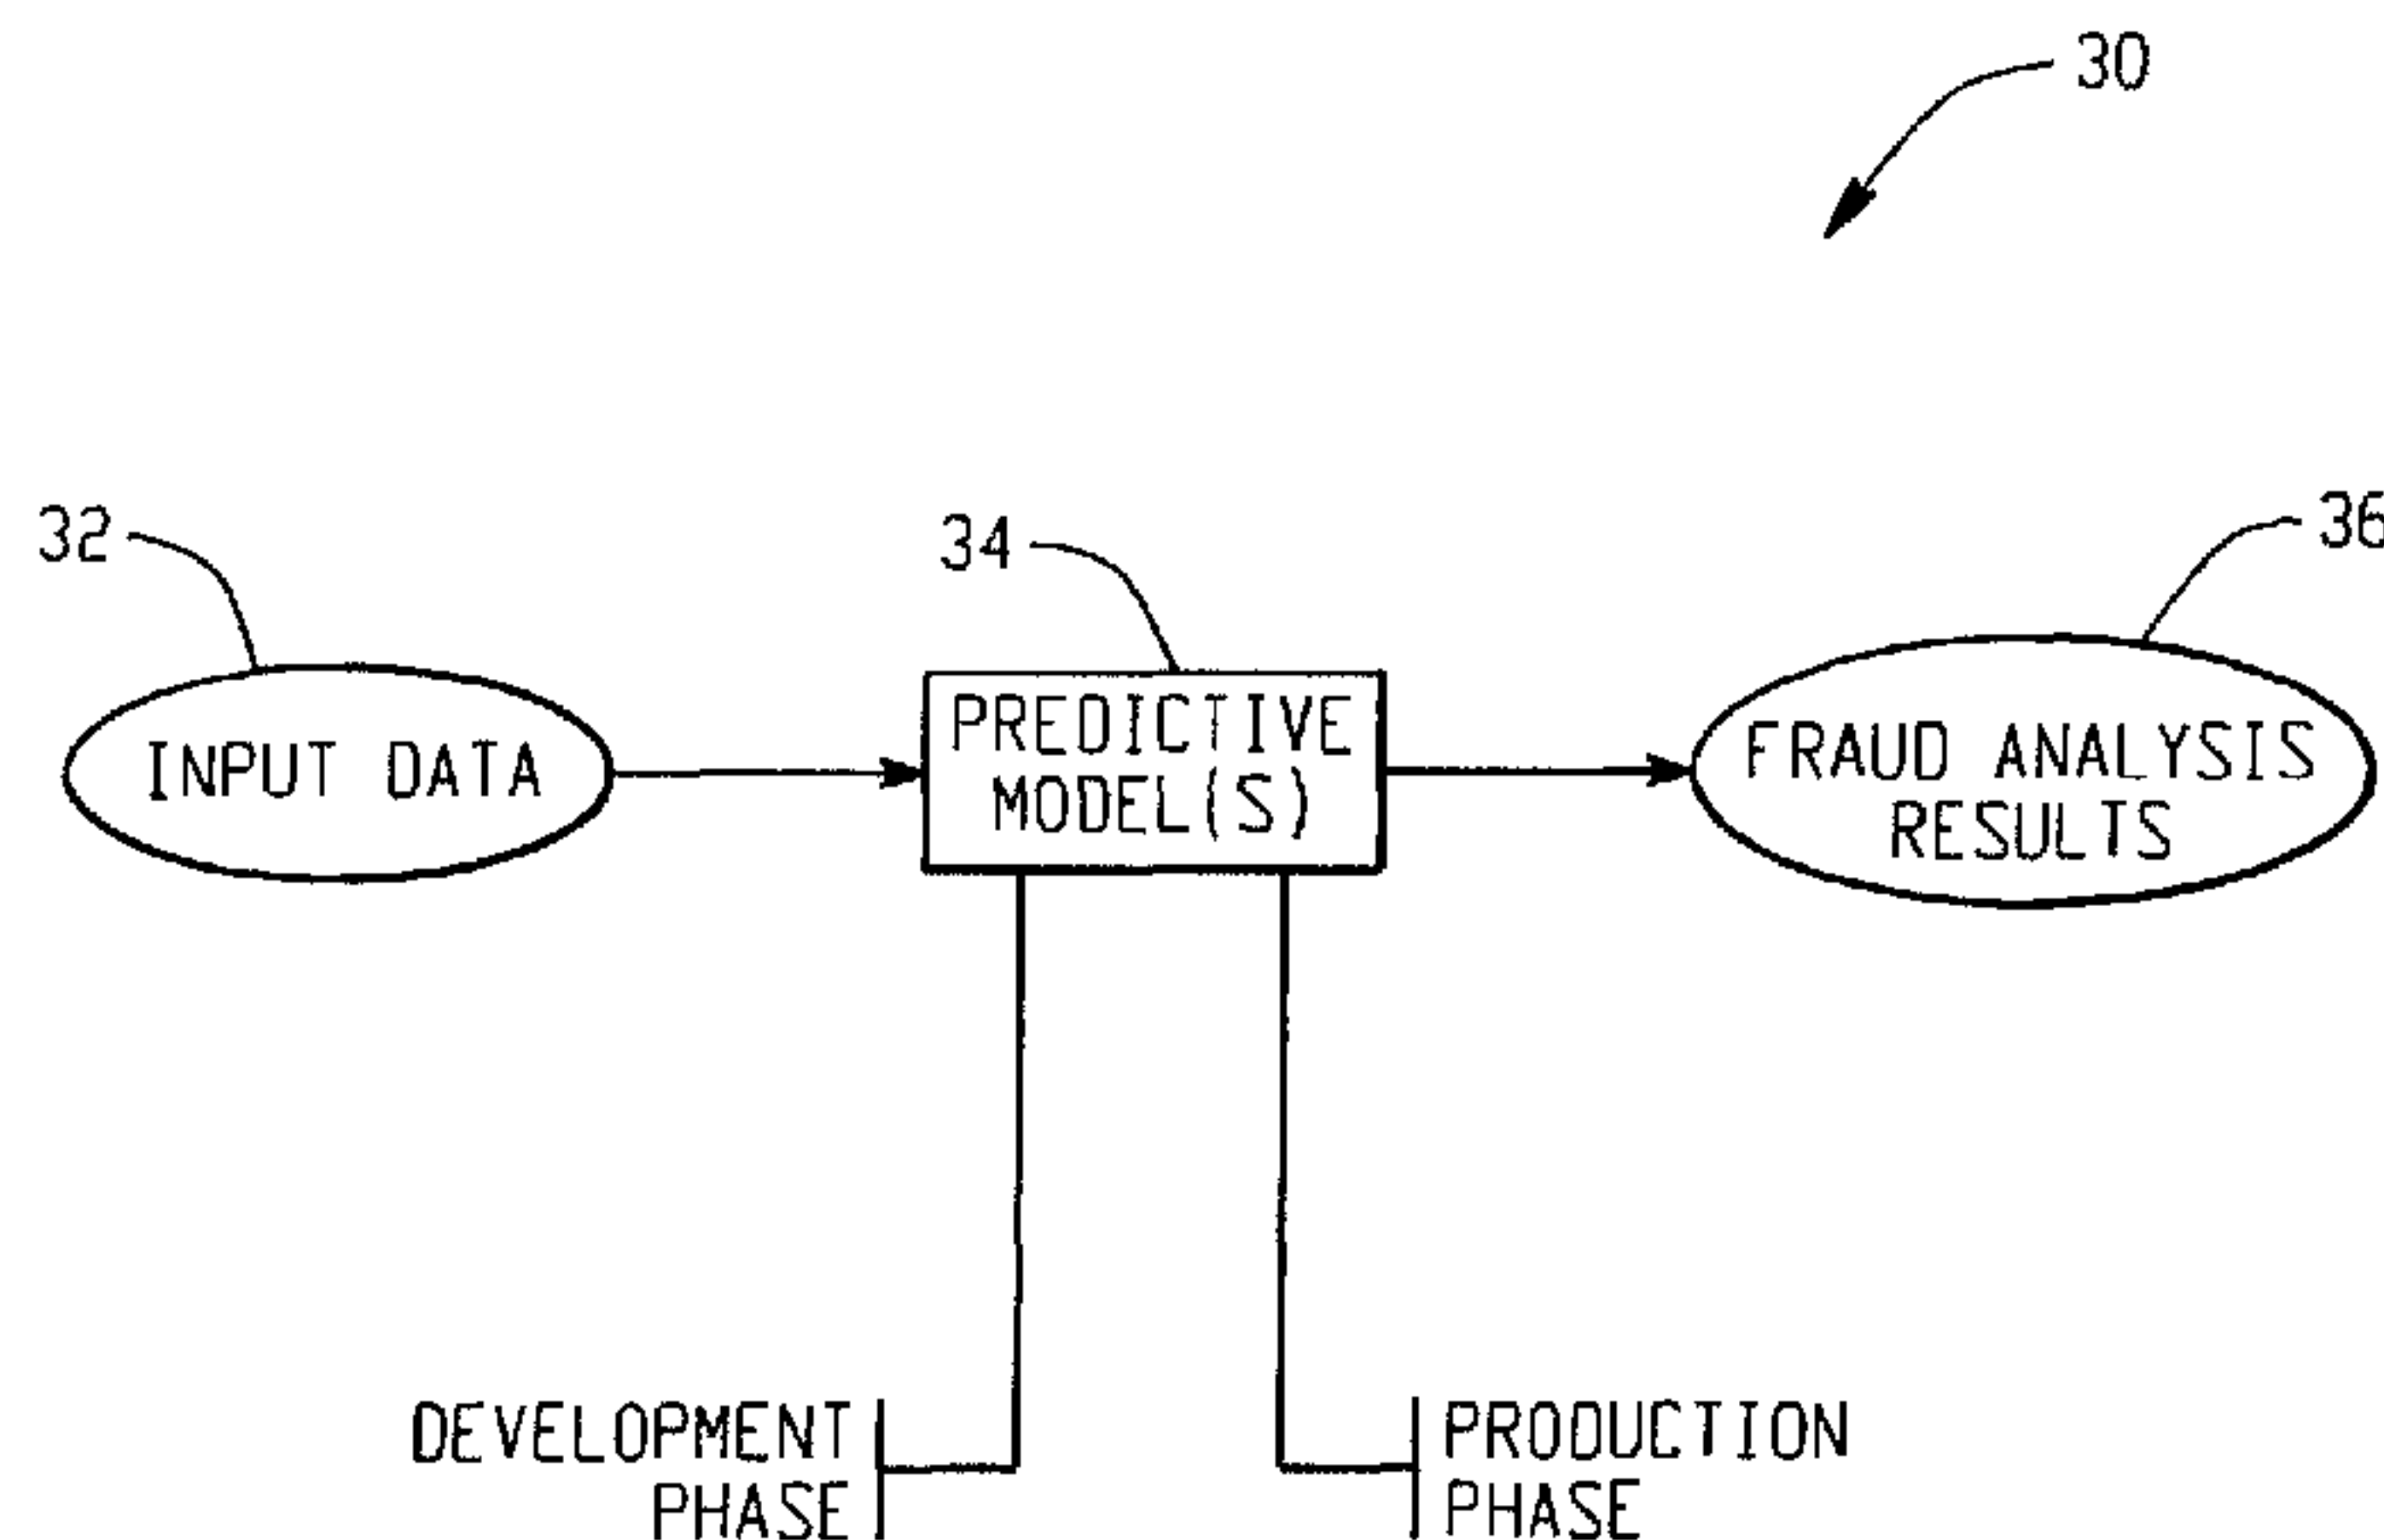 30
32
34
36
INPUT DATA
PREDICTIVE
MODEL(S)
FRAUD ANALYSIS
RESULTS
DEVELOPMENT
PHASE
PRODUCTION
PHASE